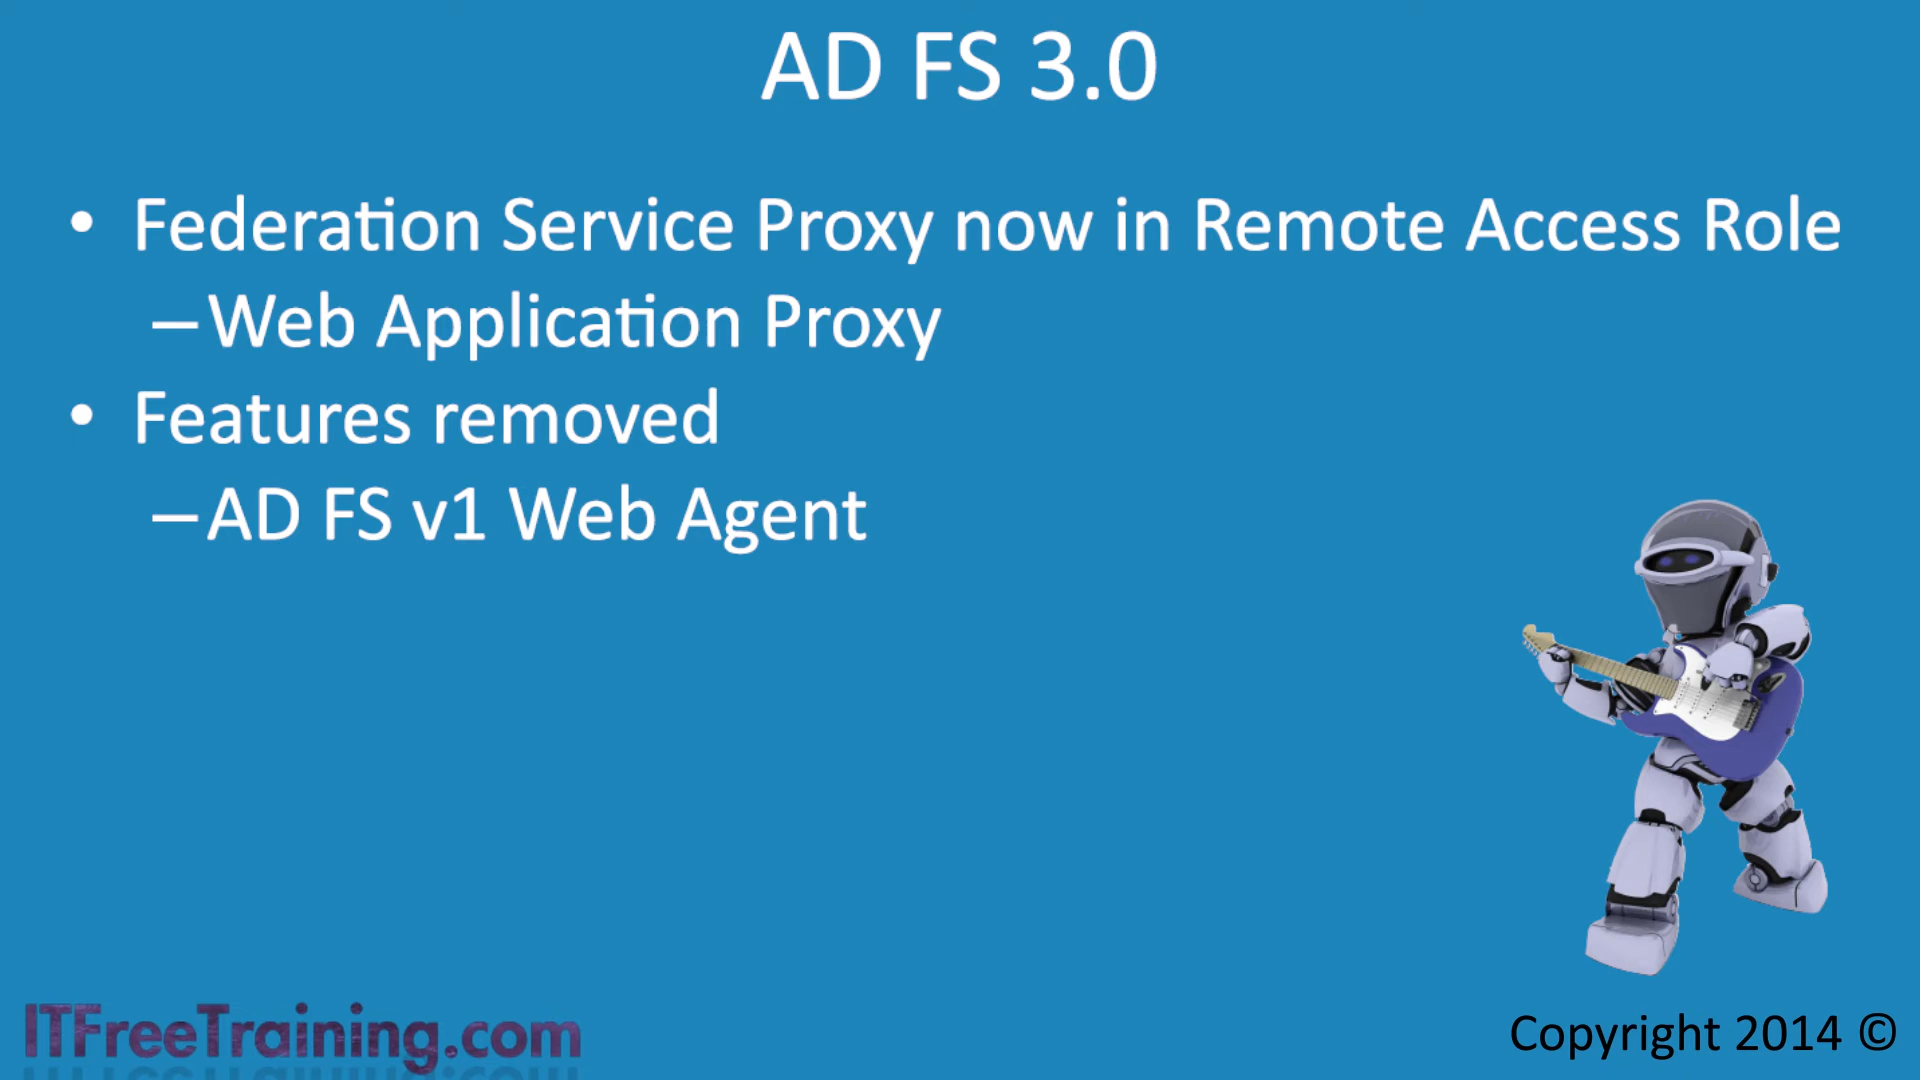 AD FS 3.0
• Federation Service Proxy now in Remote Access Role
–Web Application Proxy
• Features removed
–AD FS v1 Web Agent
ITFreeTraining.com
Copyright 2014 ©